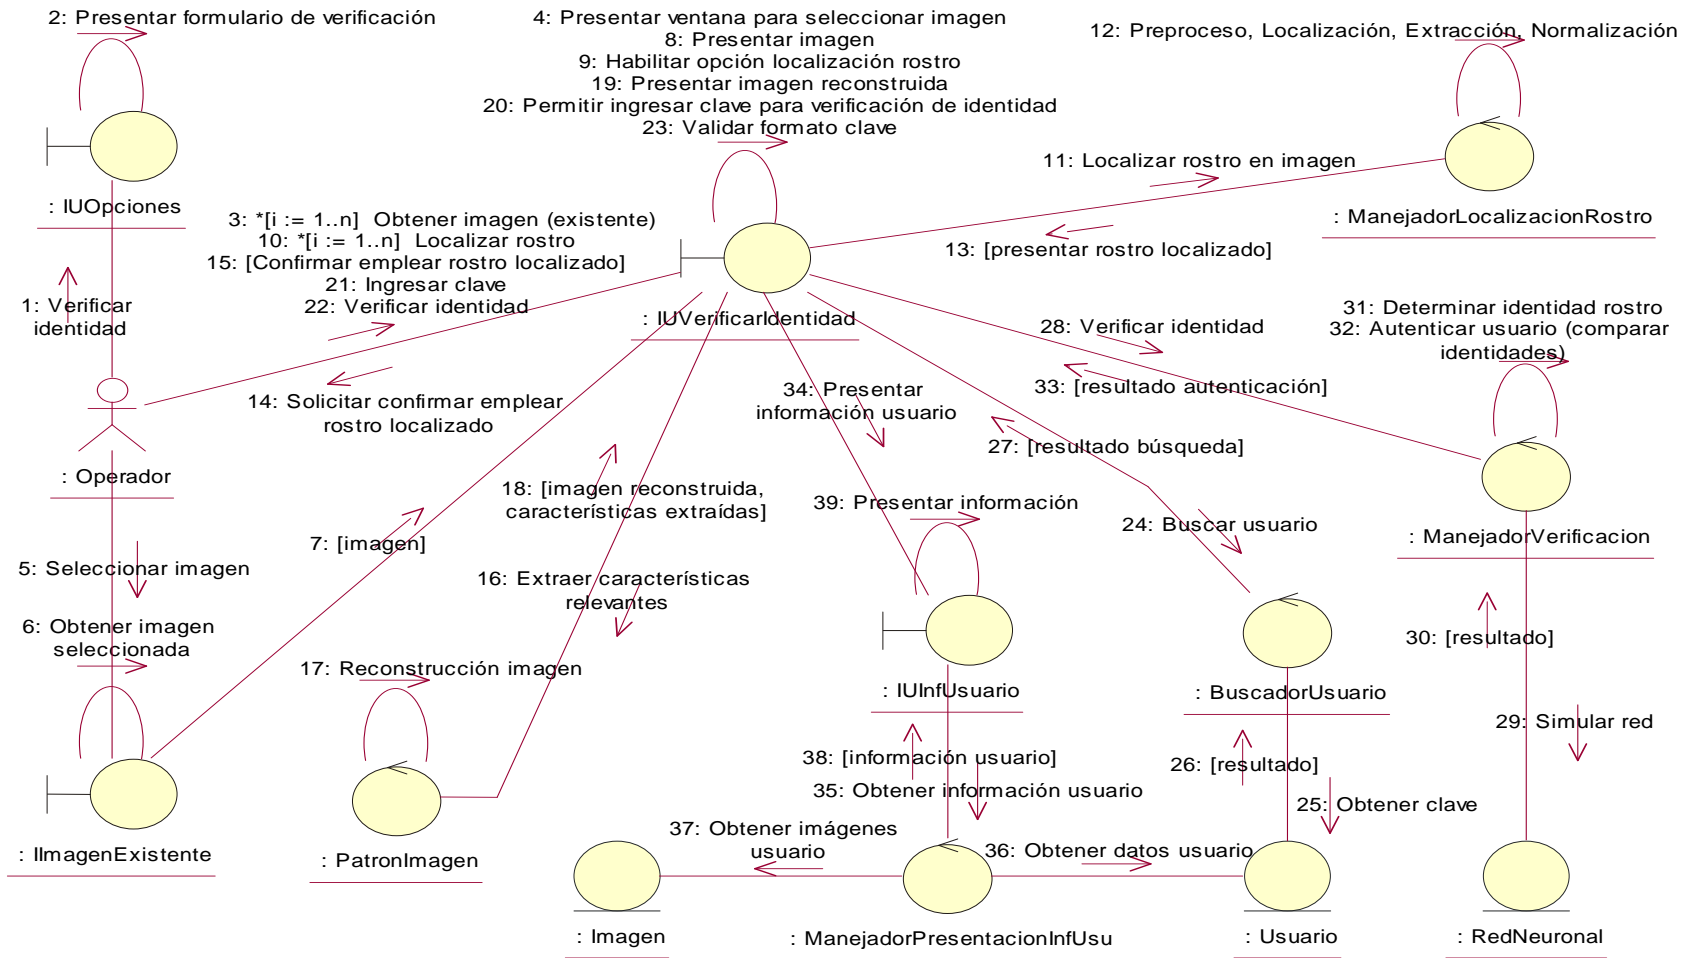 2: Presentar formulario de verificación
4: Presentar ventana para seleccionar imagen
8: Presentar imagen
9: Habilitar opción localización rostro
19: Presentar imagen reconstruida
20: Permitir ingresar clave para verificación de identidad
23: Validar formato clave
12: Preproceso, Localización, Extracción, Normalización
11: Localizar rostro en imagen
: IUOpciones
: ManejadorLocalizacionRostro
3: *[i := 1..n]  Obtener imagen (existente)
10: *[i := 1..n]  Localizar rostro
15: [Confirmar emplear rostro localizado]
21: Ingresar clave
22: Verificar identidad
13: [presentar rostro localizado]
1: Verificar
identidad
: IUVerificarIdentidad
28: Verificar identidad
31: Determinar identidad rostro
32: Autenticar usuario (comparar
identidades)
14: Solicitar confirmar emplear
rostro localizado
34: Presentar
información usuario
33: [resultado autenticación]
27: [resultado búsqueda]
: Operador
18: [imagen reconstruida,
características extraídas]
39: Presentar información
24: Buscar usuario
: ManejadorVerificacion
7: [imagen]
5: Seleccionar imagen
16: Extraer características
relevantes
6: Obtener imagen
seleccionada
30: [resultado]
17: Reconstrucción imagen
: IUInfUsuario
: BuscadorUsuario
29: Simular red
38: [información usuario]
26: [resultado]
35: Obtener información usuario
25: Obtener clave
37: Obtener imágenes
usuario
36: Obtener datos usuario
: IImagenExistente
: PatronImagen
: Imagen
: ManejadorPresentacionInfUsu
: Usuario
: RedNeuronal